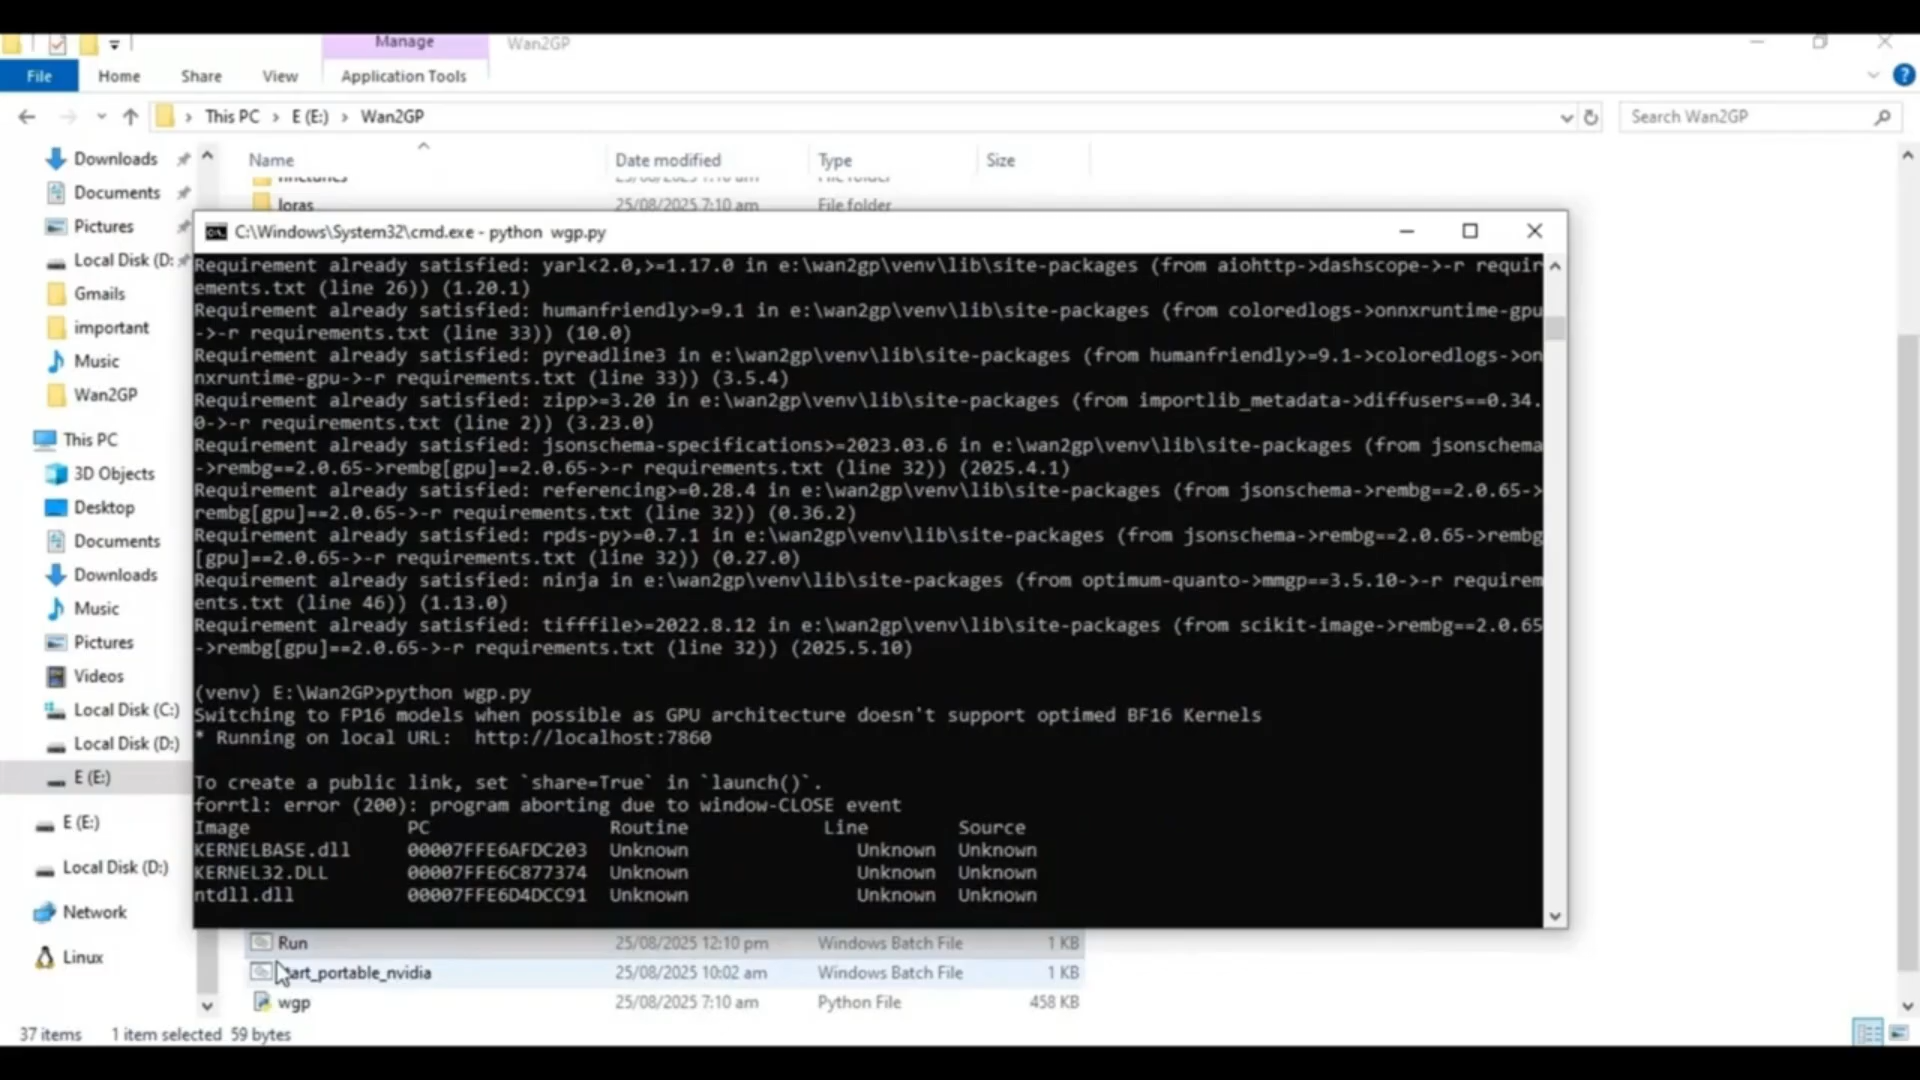 Manage
Wan2GP
File
Home
Share
View
Application Tools
This PC
E (E:)
Wan2GP
Search Wan2GP
Name
Date modified
Type
Size
loras
25/08/2025 7:10 am
File folder
Downloads
Documents
Pictures
Local Disk (D:
Gmails
important
Music
Wan2GP
This PC
3D Objects
Desktop
Documents
Downloads
Music
Pictures
Videos
Local Disk (C:)
Local Disk (D:)
E (E:)
E (E:)
Local Disk (D:)
Network
Linux
C:\Windows\System32\cmd.exe - python  wgp.py
Requirement already satisfied: yarl<2.0,>=1.17.0 in e:\wan2gp\venv\lib\site-packages (from aiohttp->dashscope->-r requir
ements.txt (line 26)) (1.20.1)
Requirement already satisfied: humanfriendly>=9.1 in e:\wan2gp\venv\lib\site-packages (from coloredlogs->onnxruntime-gpu
->-r requirements.txt (line 33)) (10.0)
Requirement already satisfied: pyreadline3 in e:\wan2gp\venv\lib\site-packages (from humanfriendly>=9.1->coloredlogs->on
nxruntime-gpu->-r requirements.txt (line 33)) (3.5.4)
Requirement already satisfied: zipp>=3.20 in e:\wan2gp\venv\lib\site-packages (from importlib_metadata->diffusers==0.34.
0->-r requirements.txt (line 2)) (3.23.0)
Requirement already satisfied: jsonschema-specifications>=2023.03.6 in e:\wan2gp\venv\lib\site-packages (from jsonschema
->rembg==2.0.65->rembg[gpu]==2.0.65->-r requirements.txt (line 32)) (2025.4.1)
Requirement already satisfied: referencing>=0.28.4 in e:\wan2gp\venv\lib\site-packages (from jsonschema->rembg==2.0.65->
rembg[gpu]==2.0.65->-r requirements.txt (line 32)) (0.36.2)
Requirement already satisfied: rpds-py>=0.7.1 in e:\wan2gp\venv\lib\site-packages (from jsonschema->rembg==2.0.65->rembg
[gpu]==2.0.65->-r requirements.txt (line 32)) (0.27.0)
Requirement already satisfied: ninja in e:\wan2gp\venv\lib\site-packages (from optimum-quanto->mmgp==3.5.10->-r requirem
ents.txt (line 46)) (1.13.0)
Requirement already satisfied: tifffile>=2022.8.12 in e:\wan2gp\venv\lib\site-packages (from scikit-image->rembg==2.0.65
->rembg[gpu]==2.0.65->-r requirements.txt (line 32)) (2025.5.10)
(venv) E:\Wan2GP>python wgp.py
Switching to FP16 models when possible as GPU architecture doesn't support optimed BF16 Kernels
* Running on local URL:  http://localhost:7860
To create a public link, set `share=True` in `launch()`.
forrtl: error (200): program aborting due to window-CLOSE event
Image PC Routine Line Source
KERNELBASE.dll 00007FFE6AFDC203 Unknown Unknown Unknown
KERNEL32.DLL 00007FFE6C877374 Unknown Unknown Unknown
ntdll.dll 00007FFE6D4DCC91 Unknown Unknown Unknown
Run 25/08/2025 12:10 pm Windows Batch File 1 KB
tart_portable_nvidia 25/08/2025 10:02 am Windows Batch File 1 KB
wgp 25/08/2025 7:10 am Python File 458 KB
37 items 1 item selected 59 bytes